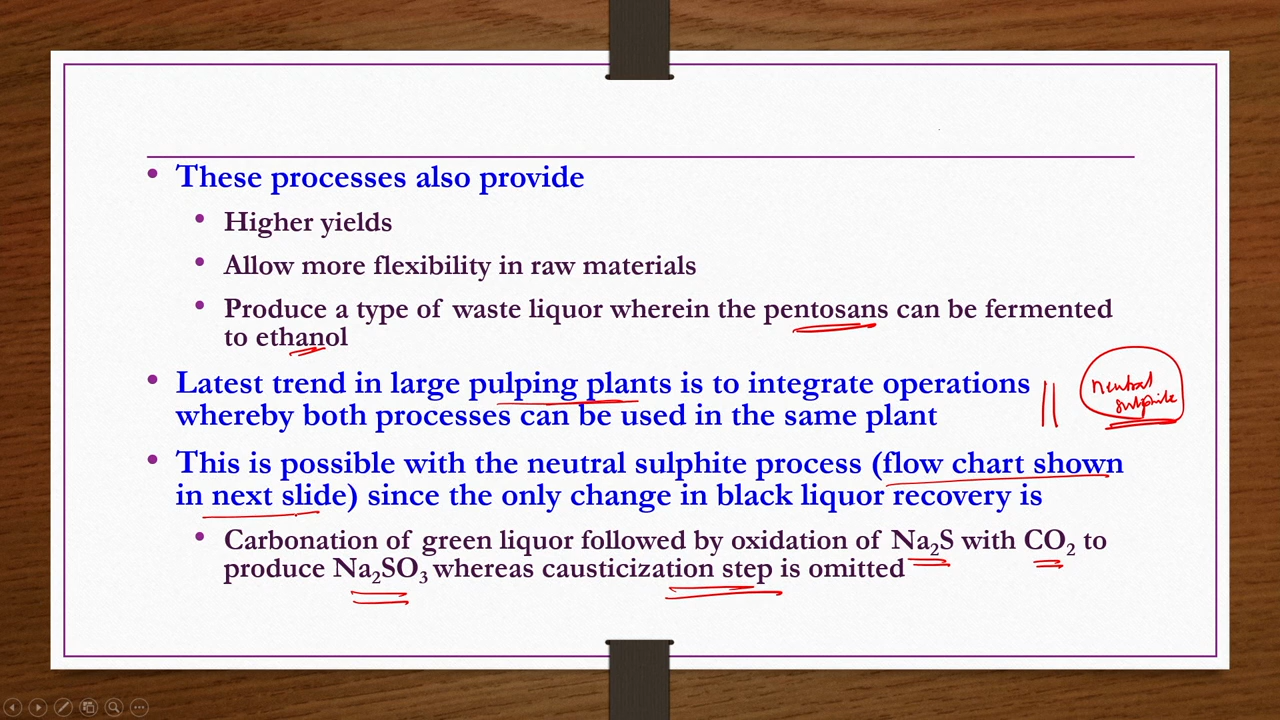 • These processes also provide
• Higher yields
• Allow more flexibility in raw materials
• Produce a type of waste liquor wherein the pentosans can be fermented
to ethanol
• Latest trend in large pulping plants is to integrate operations
whereby both processes can be used in the same plant
neutral
sulphite
• This is possible with the neutral sulphite process (flow chart shown
in next slide) since the only change in black liquor recovery is
• Carbonation of green liquor followed by oxidation of Na₂S with CO₂ to
produce Na₂SO₃ whereas causticization step is omitted